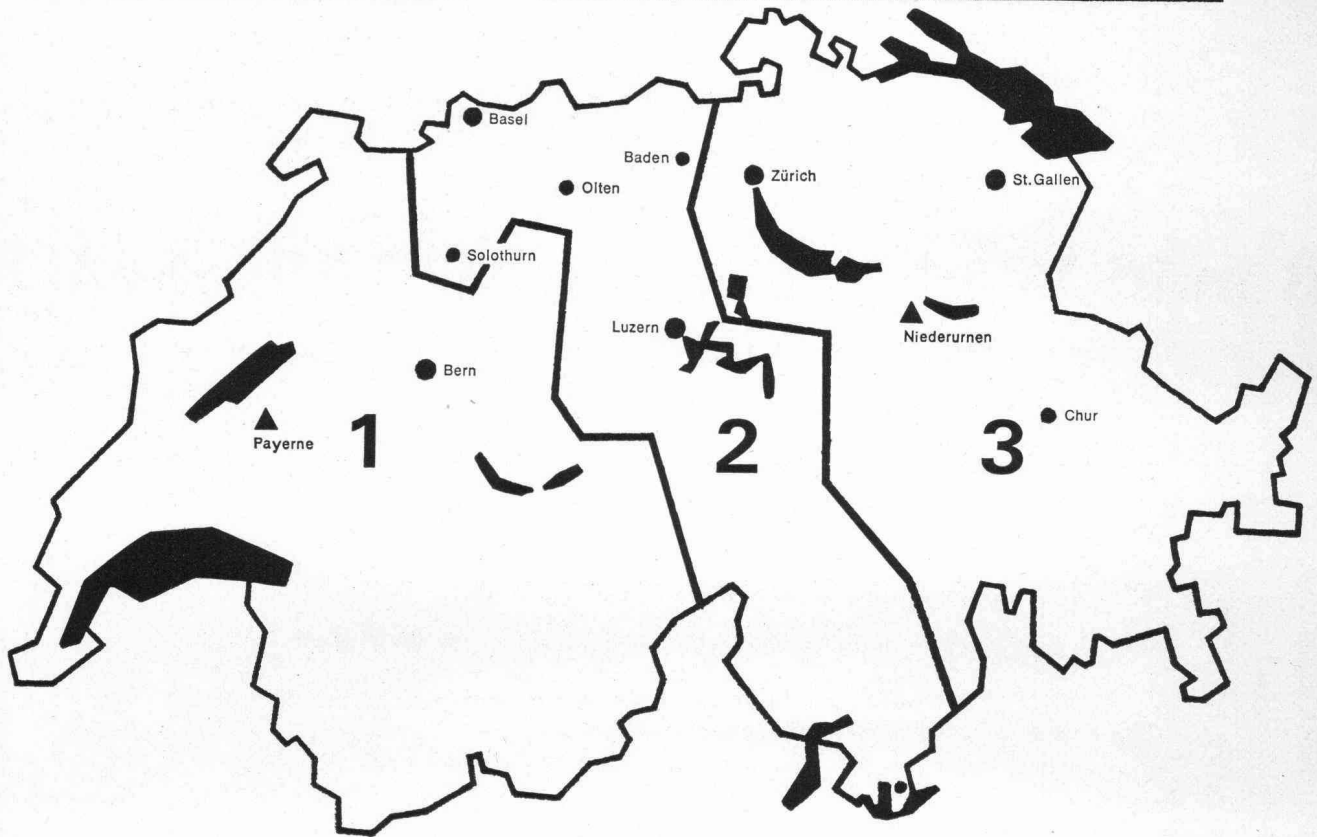 Basel
Baden
Olten
Zürich
St.Gallen
Solothurn
Luzern
Niederurnen
Bern
Payerne
Chur
1
2
3